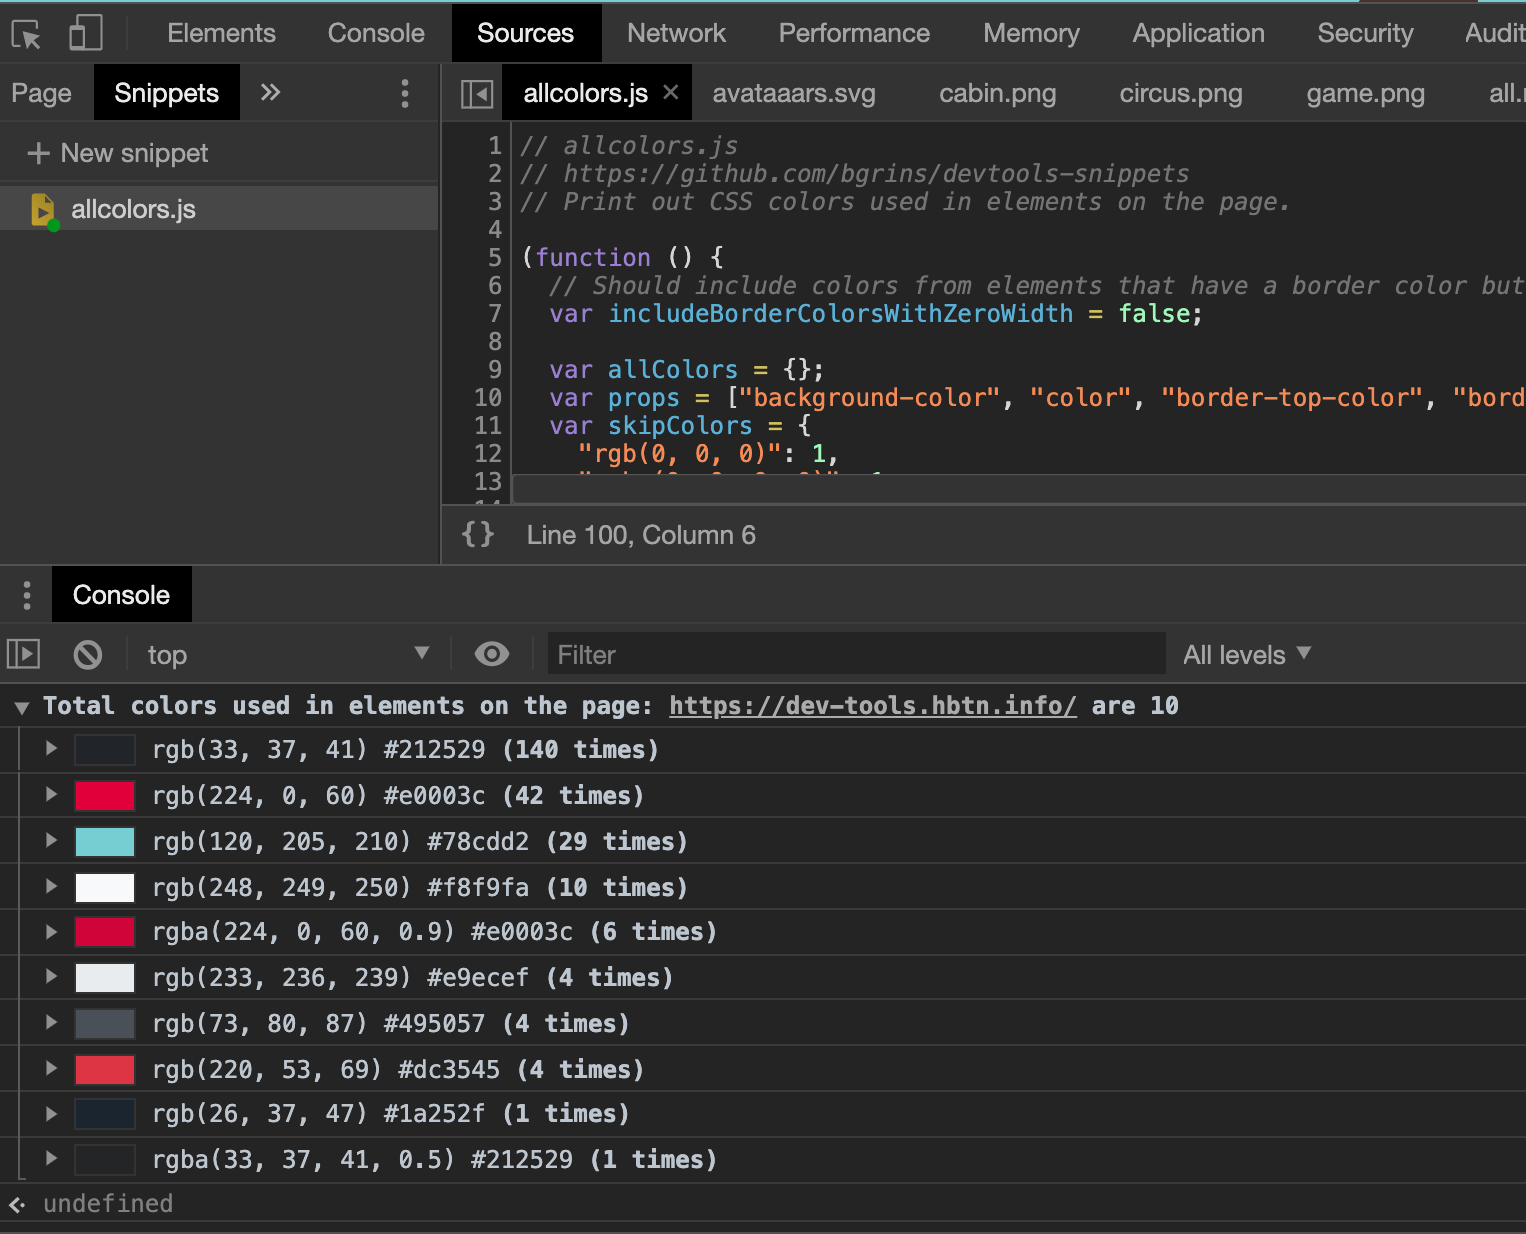 Elements Console Sources Network Performance Memory Application Security Audit
Page Snippets » allcolors.js × avataaars.svg cabin.png circus.png game.png all.
+ New snippet
allcolors.js
1 // allcolors.js
2 // https://github.com/bgrins/devtools-snippets
3 // Print out CSS colors used in elements on the page.
4
5 (function () {
6 // Should include colors from elements that have a border color but
7 var includeBorderColorsWithZeroWidth = false;
8
9 var allColors = {};
10 var props = ["background-color", "color", "border-top-color", "bord
11 var skipColors = {
12 "rgb(0, 0, 0)": 1,
13
{} Line 100, Column 6
Console
top ▼ Filter All levels ▼
▼ Total colors used in elements on the page: https://dev-tools.hbtn.info/ are 10
rgb(33, 37, 41) #212529 (140 times)
rgb(224, 0, 60) #e0003c (42 times)
rgb(120, 205, 210) #78cdd2 (29 times)
rgb(248, 249, 250) #f8f9fa (10 times)
rgba(224, 0, 60, 0.9) #e0003c (6 times)
rgb(233, 236, 239) #e9ecef (4 times)
rgb(73, 80, 87) #495057 (4 times)
rgb(220, 53, 69) #dc3545 (4 times)
rgb(26, 37, 47) #1a252f (1 times)
rgba(33, 37, 41, 0.5) #212529 (1 times)
undefined